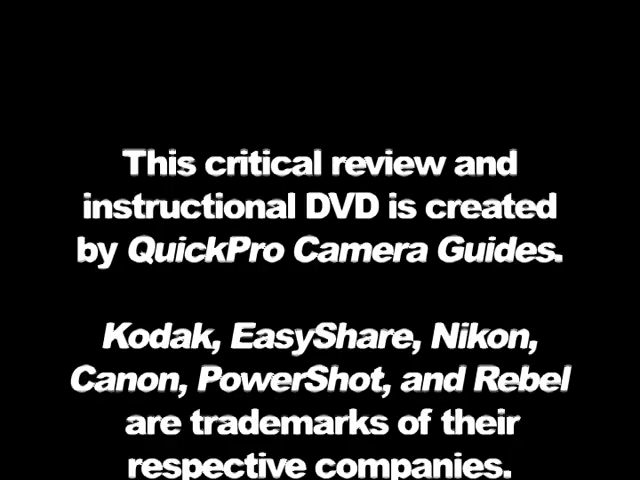 This critical review and
instructional DVD is created
by QuickPro Camera Guides.
Kodak, EasyShare, Nikon,
Canon, PowerShot, and Rebel
are trademarks of their
respective companies.